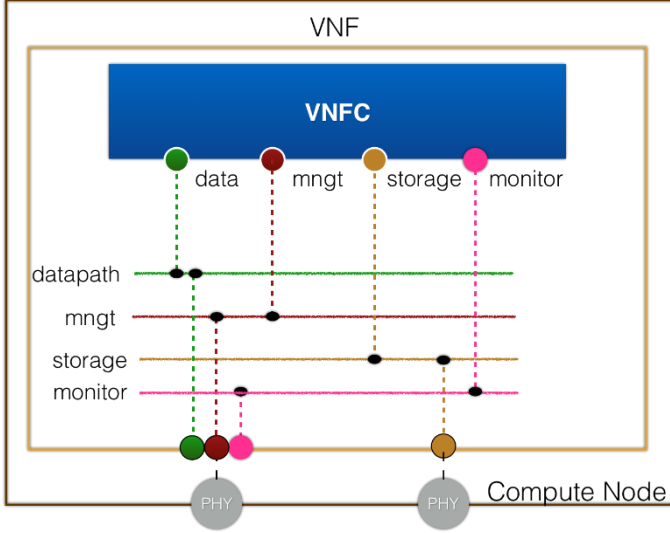 VNF
VNFC
data mngt storage monitor
datapath
mngt
storage
monitor
PHY PHY Compute Node